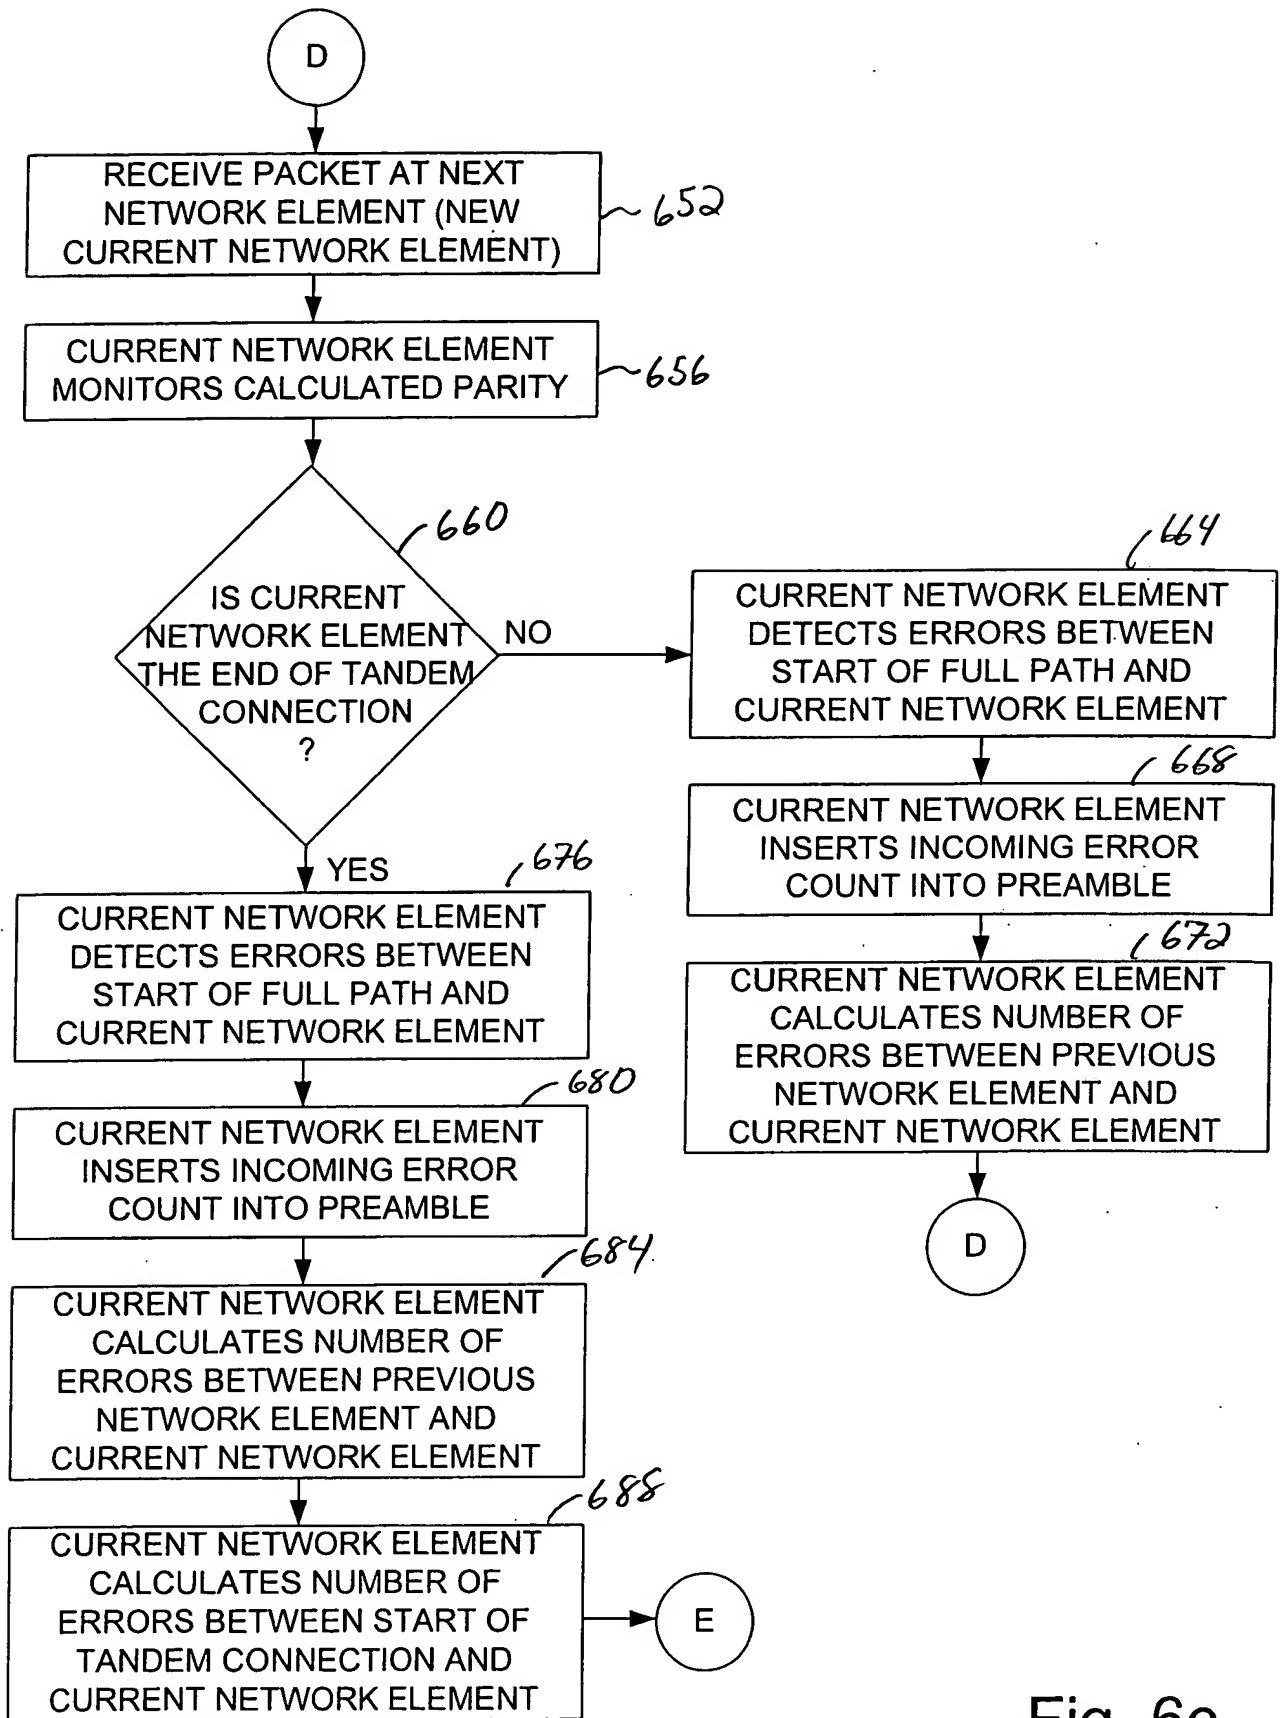 D
RECEIVE PACKET AT NEXT
NETWORK ELEMENT (NEW
CURRENT NETWORK ELEMENT)
652
CURRENT NETWORK ELEMENT
MONITORS CALCULATED PARITY
656
660
IS CURRENT
NETWORK ELEMENT
THE END OF TANDEM
CONNECTION
?
NO
YES
664
CURRENT NETWORK ELEMENT
DETECTS ERRORS BETWEEN
START OF FULL PATH AND
CURRENT NETWORK ELEMENT
668
CURRENT NETWORK ELEMENT
INSERTS INCOMING ERROR
COUNT INTO PREAMBLE
672
CURRENT NETWORK ELEMENT
CALCULATES NUMBER OF
ERRORS BETWEEN PREVIOUS
NETWORK ELEMENT AND
CURRENT NETWORK ELEMENT
D
676
CURRENT NETWORK ELEMENT
DETECTS ERRORS BETWEEN
START OF FULL PATH AND
CURRENT NETWORK ELEMENT
680
CURRENT NETWORK ELEMENT
INSERTS INCOMING ERROR
COUNT INTO PREAMBLE
684
CURRENT NETWORK ELEMENT
CALCULATES NUMBER OF
ERRORS BETWEEN PREVIOUS
NETWORK ELEMENT AND
CURRENT NETWORK ELEMENT
688
CURRENT NETWORK ELEMENT
CALCULATES NUMBER OF
ERRORS BETWEEN START OF
TANDEM CONNECTION AND
CURRENT NETWORK ELEMENT
E
Fig.